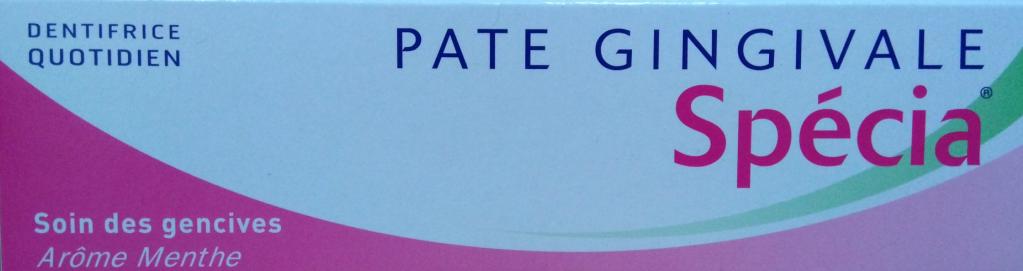 DENTIFRICE
QUOTIDIEN
PATE GINGIVALE
Spécia®
Soin des gencives
Arôme Menthe